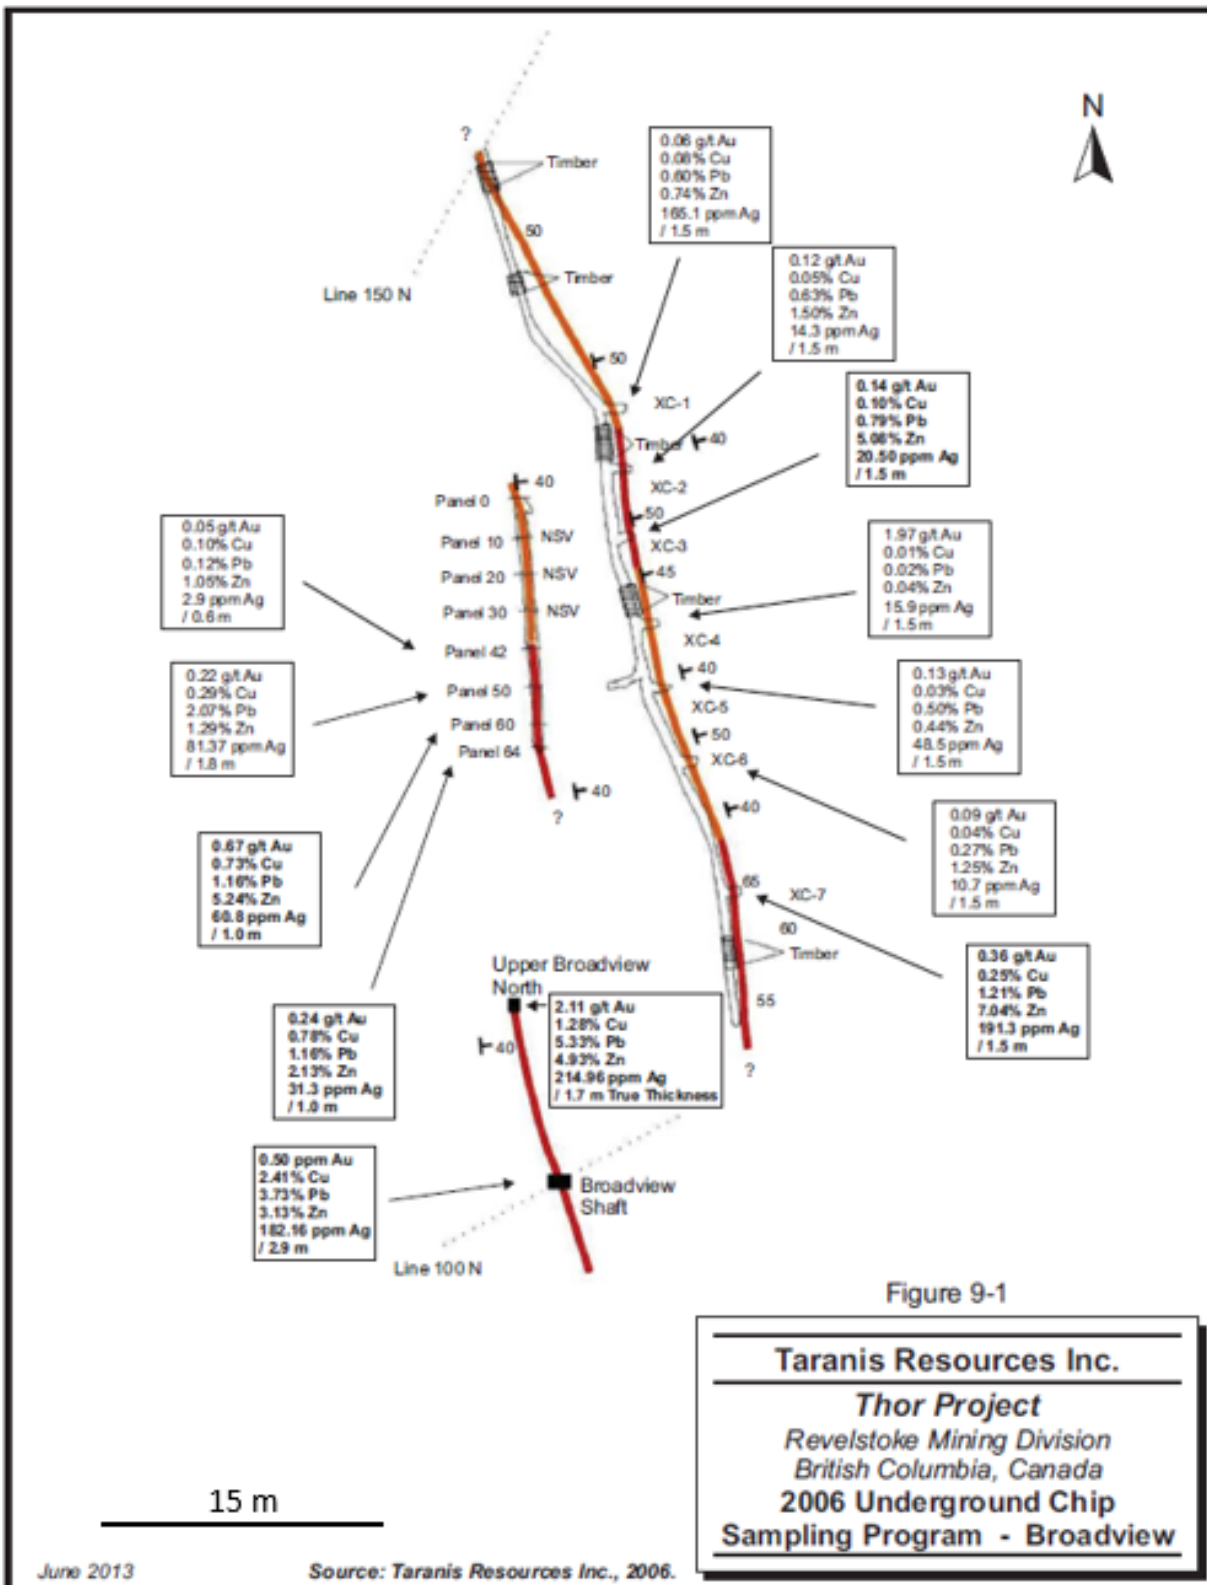 N
?
Timber
50
Timber
Line 150 N
50
0.06 g/t Au
0.08% Cu
0.60% Pb
0.74% Zn
165.1 ppm Ag
/ 1.5 m
0.12 g/t Au
0.05% Cu
0.63% Pb
1.50% Zn
14.3 ppm Ag
/ 1.5 m
XC-1
Timber
40
0.14 g/t Au
0.10% Cu
0.79% Pb
5.08% Zn
20.50 ppm Ag
/ 1.5 m
XC-2
50
XC-3
45
Timber
XC-4
1.97 g/t Au
0.01% Cu
0.02% Pb
0.04% Zn
15.9 ppm Ag
/ 1.5 m
40
XC-5
0.13 g/t Au
0.03% Cu
0.50% Pb
0.44% Zn
48.5 ppm Ag
/ 1.5 m
50
XC-6
40
0.09 g/t Au
0.04% Cu
0.27% Pb
1.25% Zn
10.7 ppm Ag
/ 1.5 m
65
XC-7
60
Timber
55
?
0.36 g/t Au
0.25% Cu
1.21% Pb
7.04% Zn
191.3 ppm Ag
/ 1.5 m
40
Panel 0
Panel 10
NSV
Panel 20
NSV
Panel 30
NSV
Panel 42
Panel 50
Panel 60
Panel 64
40
?
0.05 g/t Au
0.10% Cu
0.12% Pb
1.05% Zn
2.9 ppm Ag
/ 0.6 m
0.22 g/t Au
0.29% Cu
2.07% Pb
1.29% Zn
81.37 ppm Ag
/ 1.8 m
0.67 g/t Au
0.73% Cu
1.16% Pb
5.24% Zn
60.8 ppm Ag
/ 1.0 m
0.24 g/t Au
0.78% Cu
1.16% Pb
2.13% Zn
31.3 ppm Ag
/ 1.0 m
Upper Broadview
North
40
2.11 g/t Au
1.28% Cu
5.33% Pb
4.93% Zn
214.96 ppm Ag
/ 1.7 m True Thickness
0.50 ppm Au
2.41% Cu
3.73% Pb
3.13% Zn
182.16 ppm Ag
/ 2.9 m
Broadview
Shaft
Line 100 N
Figure 9-1
Taranis Resources Inc.
Thor Project
Revelstoke Mining Division
British Columbia, Canada
2006 Underground Chip
Sampling Program - Broadview
15 m
June 2013
Source: Taranis Resources Inc., 2006.